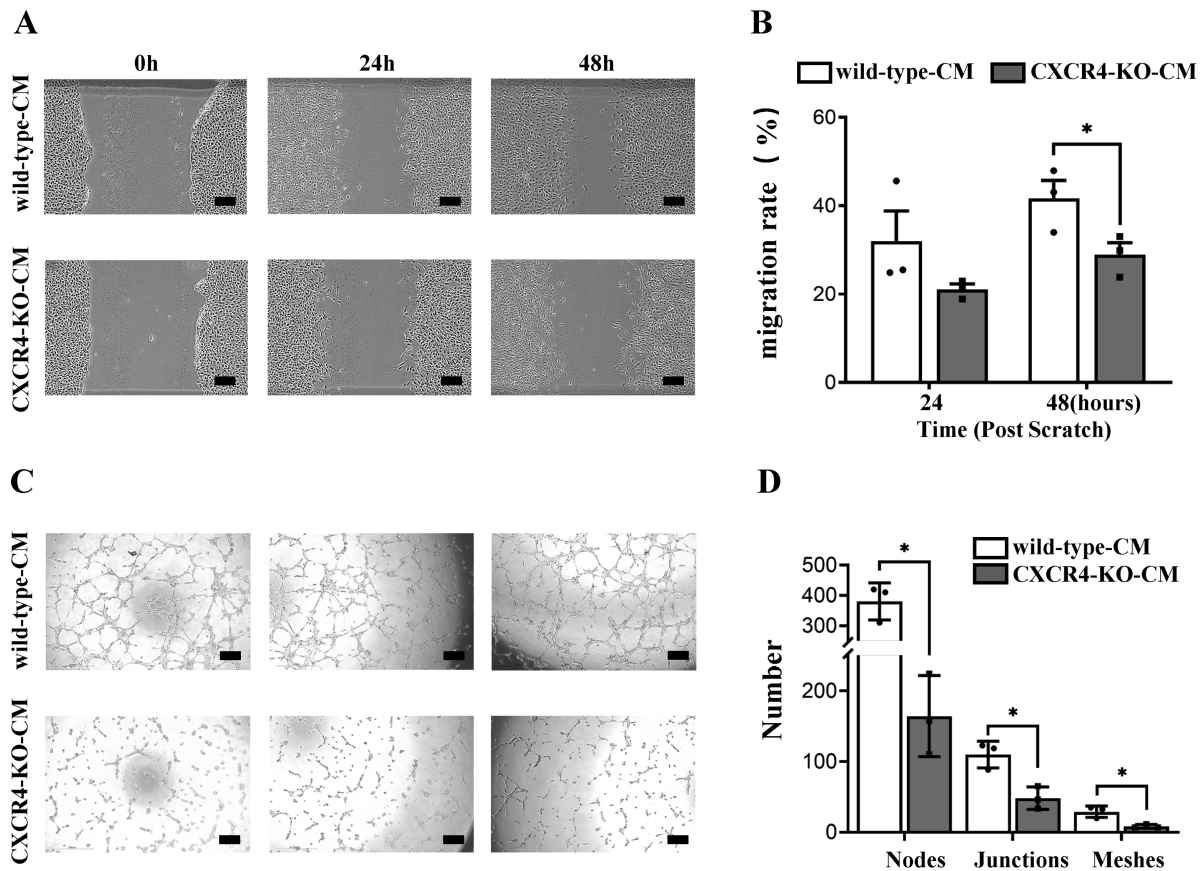 A
0h
24h
48h
wild-type-CM
CXCR4-KO-CM
B
wild-type-CM
CXCR4-KO-CM
migration rate ( %)
60
40
20
0
*
24
48(hours)
Time (Post Scratch)
C
wild-type-CM
CXCR4-KO-CM
D
wild-type-CM
CXCR4-KO-CM
Number
500
400
300
200
100
0
*
*
*
Nodes
Junctions
Meshes